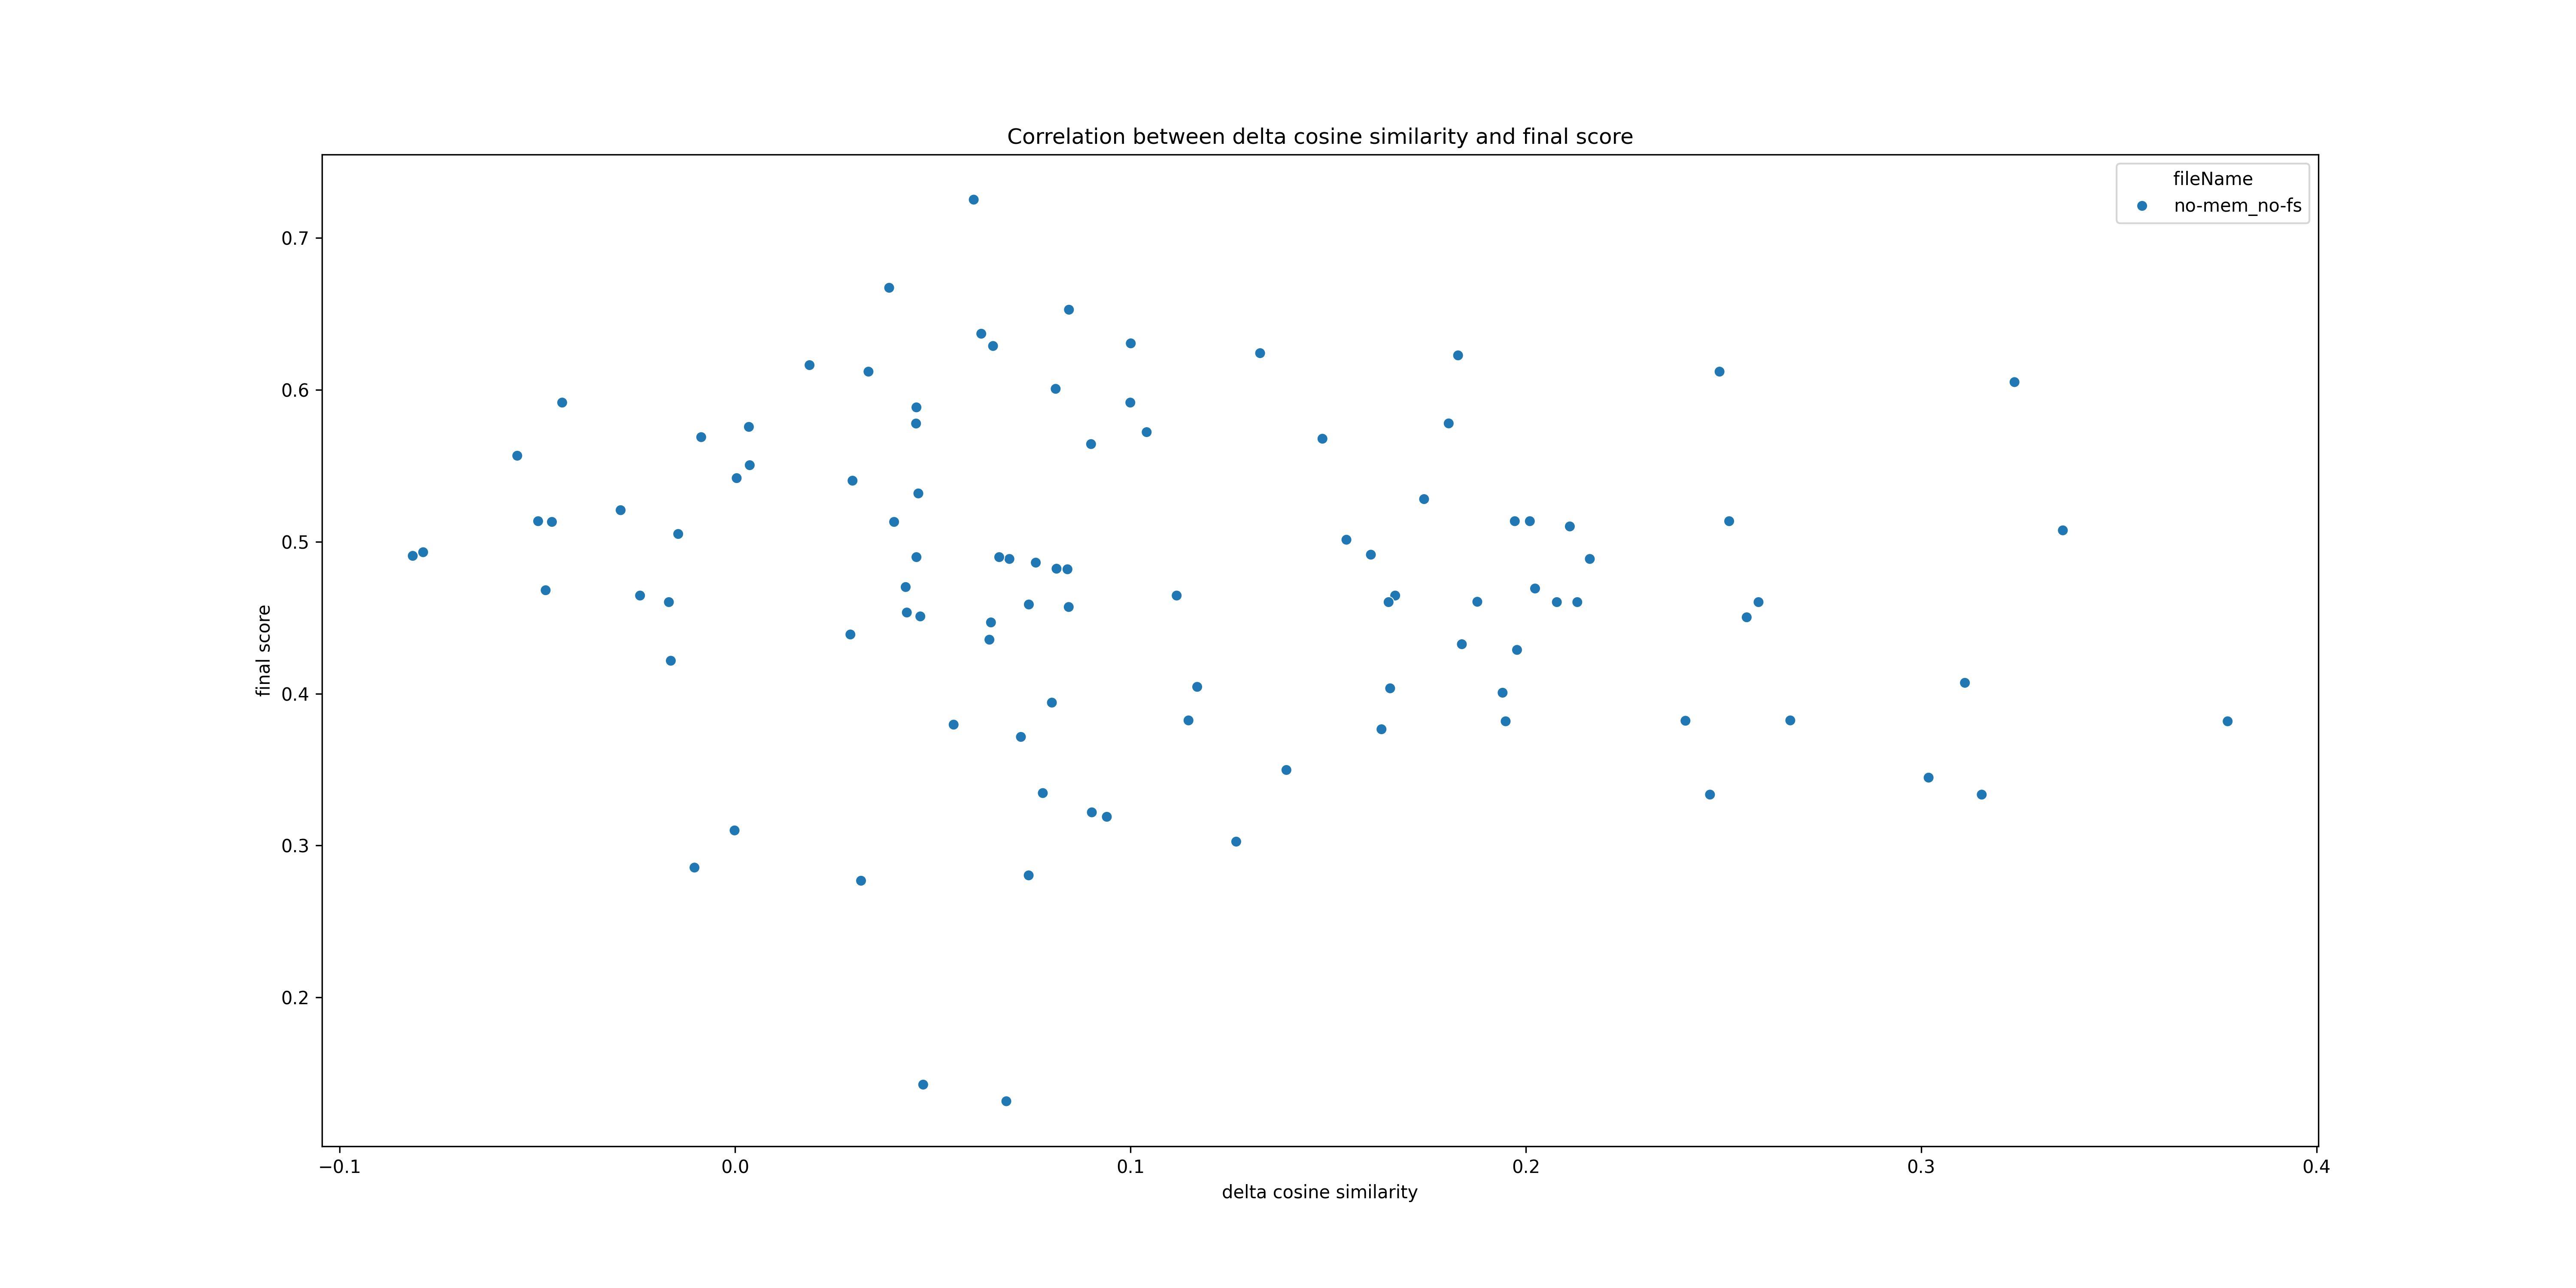 Correlation between delta cosine similarity and final score
fileName
no-mem_no-fs
0.7
0.6
0.5
0.4
0.3
0.2
final score
−0.1
0.0
0.1
0.2
0.3
0.4
delta cosine similarity